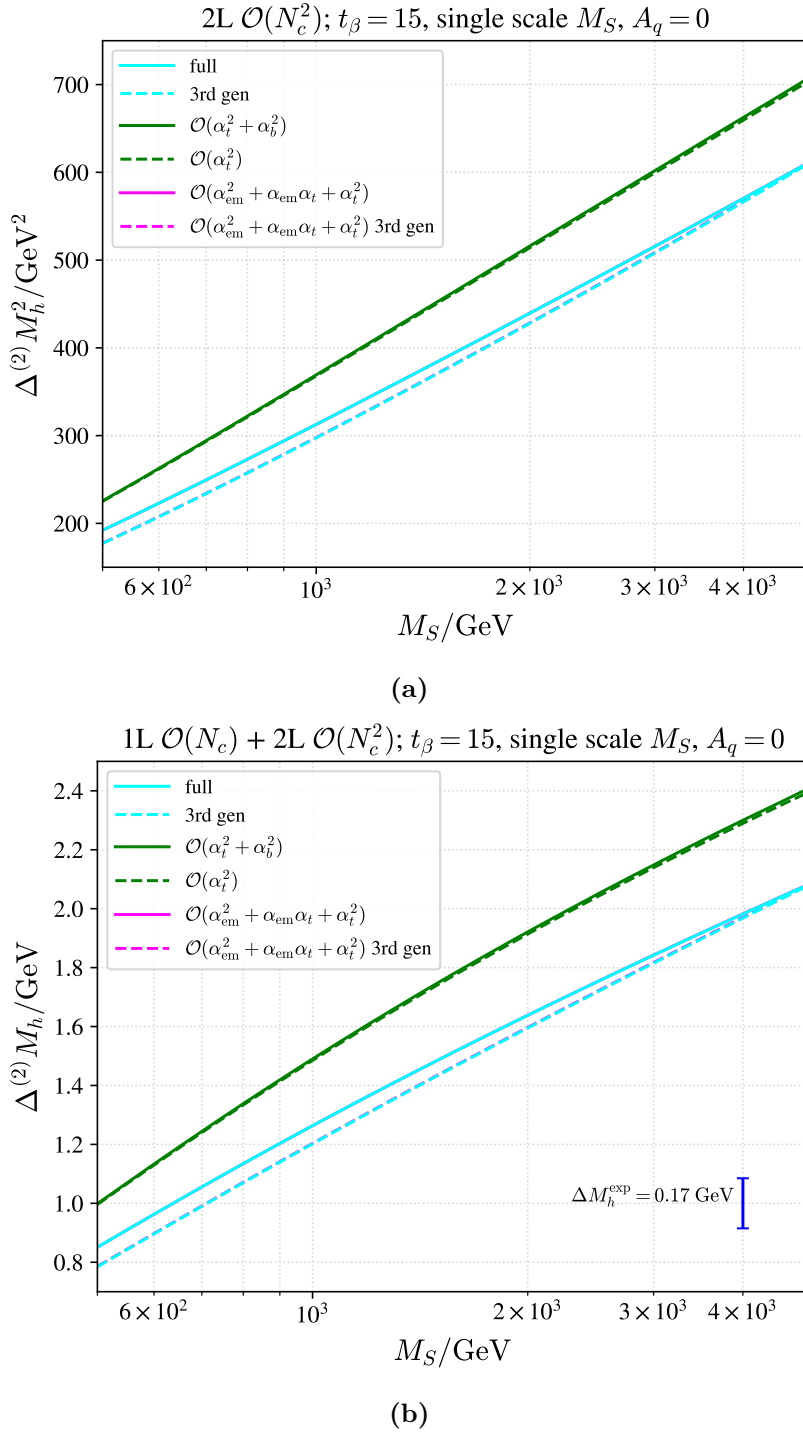 2L 𝒪(N_c^2); t_β = 15, single scale M_S, A_q = 0
full
3rd gen
𝒪(α_t^2 + α_b^2)
𝒪(α_t^2)
𝒪(α_em^2 + α_em α_t + α_t^2)
𝒪(α_em^2 + α_em α_t + α_t^2) 3rd gen
700
600
500
400
300
200
Δ^(2) M_h^2/GeV^2
6 × 10^2
10^3
2 × 10^3
3 × 10^3
4 × 10^3
M_S/GeV
(a)
1L 𝒪(N_c) + 2L 𝒪(N_c^2); t_β = 15, single scale M_S, A_q = 0
full
3rd gen
𝒪(α_t^2 + α_b^2)
𝒪(α_t^2)
𝒪(α_em^2 + α_em α_t + α_t^2)
𝒪(α_em^2 + α_em α_t + α_t^2) 3rd gen
2.4
2.2
2.0
1.8
1.6
1.4
1.2
1.0
0.8
Δ^(2) M_h/GeV
ΔM_h^exp = 0.17 GeV
6 × 10^2
10^3
2 × 10^3
3 × 10^3
4 × 10^3
M_S/GeV
(b)